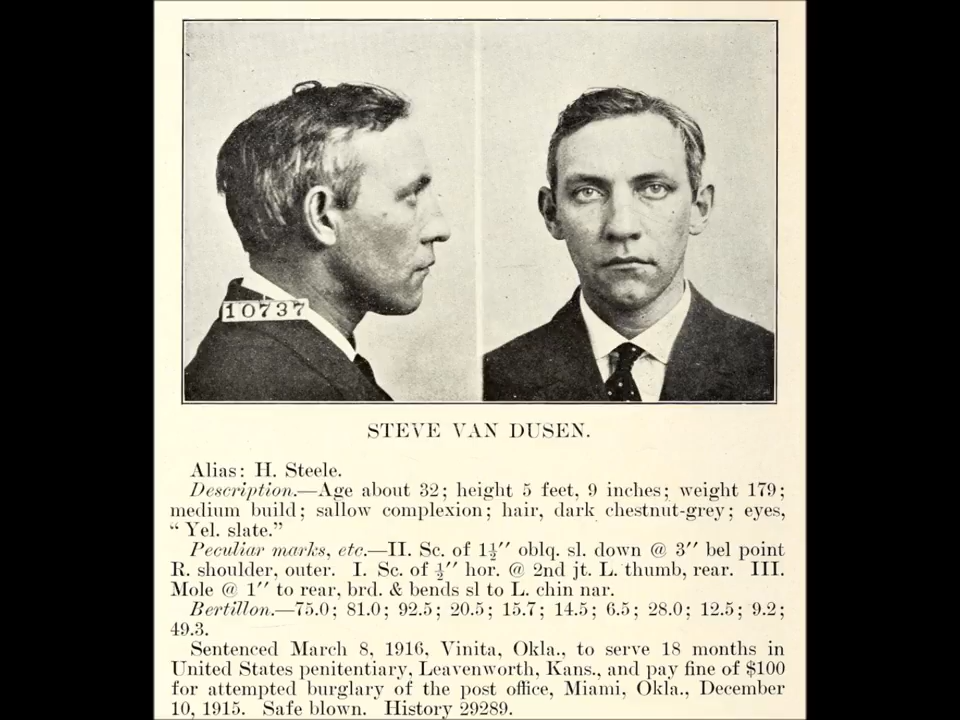 10737
STEVE VAN DUSEN.
Alias: H. Steele.
Description.—Age about 32; height 5 feet, 9 inches; weight 179;
medium build; sallow complexion; hair, dark chestnut-grey; eyes,
“ Yel. slate.”
Peculiar marks, etc.—II. Sc. of 1½″ oblq. sl. down @ 3″ bel point
R. shoulder, outer. I. Sc. of ½″ hor. @ 2nd jt. L. thumb, rear. III.
Mole @ 1″ to rear, brd. & bends sl to L. chin nar.
Bertillon.—75.0; 81.0; 92.5; 20.5; 15.7; 14.5; 6.5; 28.0; 12.5; 9.2;
49.3.
Sentenced March 8, 1916, Vinita, Okla., to serve 18 months in
United States penitentiary, Leavenworth, Kans., and pay fine of $100
for attempted burglary of the post office, Miami, Okla., December
10, 1915. Safe blown. History 29289.